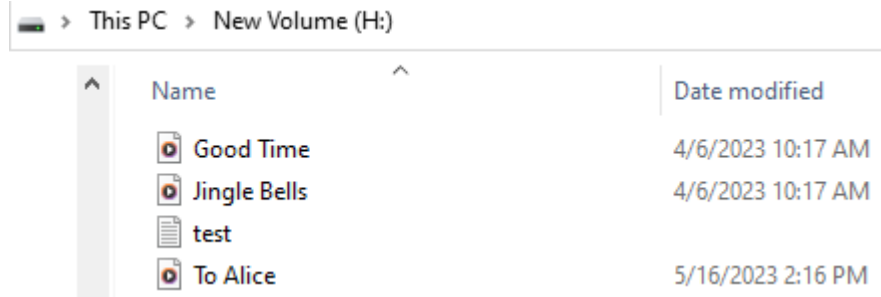 This PC > New Volume (H:)
Name Date modified
Good Time 4/6/2023 10:17 AM
Jingle Bells 4/6/2023 10:17 AM
test
To Alice 5/16/2023 2:16 PM